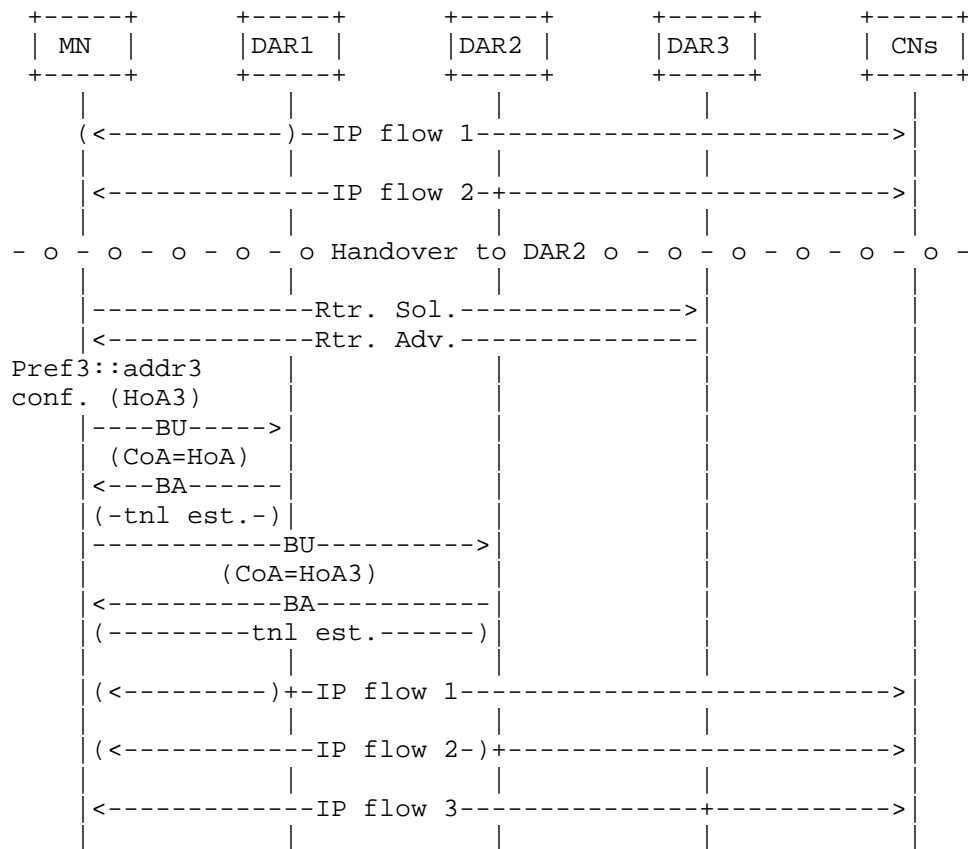 MN DAR1 DAR2 DAR3 CNs
IP flow 1
IP flow 2
- o - o - o - o - o Handover to DAR2 o - o - o - o - o - o -
Rtr. Sol.
Rtr. Adv.
Pref3::addr3
conf. (HoA3)
BU
(CoA=HoA)
BA
(-tnl est.-)
BU
(CoA=HoA3)
BA
(---------tnl est.------)
IP flow 1
IP flow 2
IP flow 3